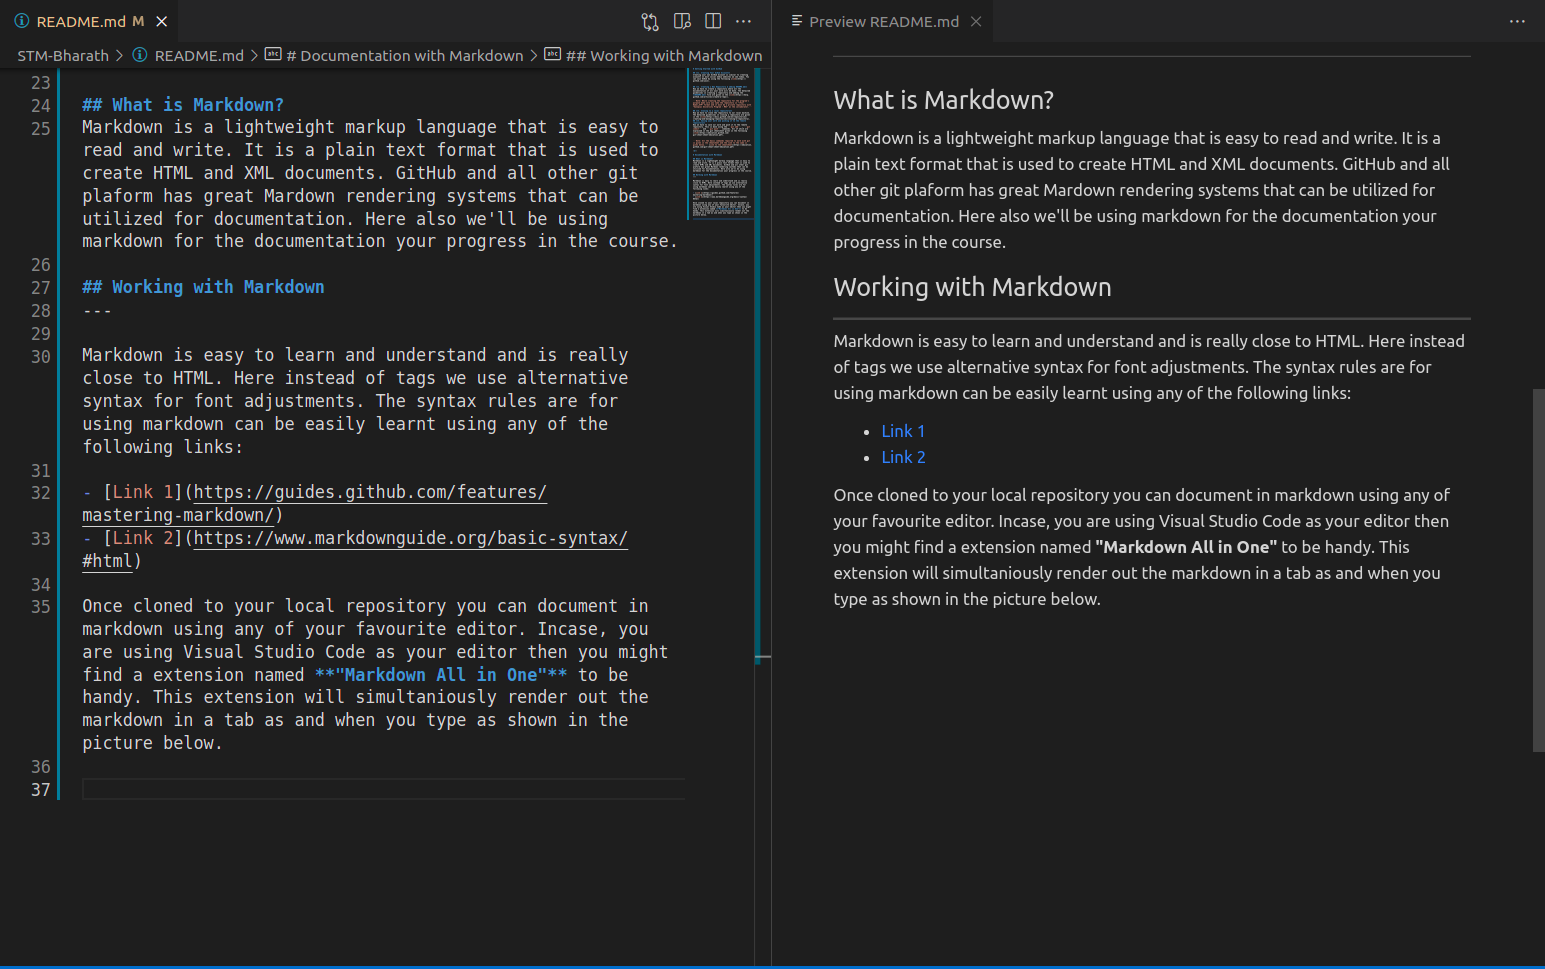 README.md M
Preview README.md
STM-Bharath > README.md > # Documentation with Markdown > ## Working with Markdown
23
24 ## What is Markdown?
25 Markdown is a lightweight markup language that is easy to
read and write. It is a plain text format that is used to
create HTML and XML documents. GitHub and all other git
plaform has great Mardown rendering systems that can be
utilized for documentation. Here also we'll be using
markdown for the documentation your progress in the course.
26
27 ## Working with Markdown
28 ---
29
30 Markdown is easy to learn and understand and is really
close to HTML. Here instead of tags we use alternative
syntax for font adjustments. The syntax rules are for
using markdown can be easily learnt using any of the
following links:
31
32 - [Link 1](https://guides.github.com/features/
mastering-markdown/)
33 - [Link 2](https://www.markdownguide.org/basic-syntax/
#html)
34
35 Once cloned to your local repository you can document in
markdown using any of your favourite editor. Incase, you
are using Visual Studio Code as your editor then you might
find a extension named **"Markdown All in One"** to be
handy. This extension will simultaniously render out the
markdown in a tab as and when you type as shown in the
picture below.
36
37
What is Markdown?
Markdown is a lightweight markup language that is easy to read and write. It is a
plain text format that is used to create HTML and XML documents. GitHub and all
other git plaform has great Mardown rendering systems that can be utilized for
documentation. Here also we'll be using markdown for the documentation your
progress in the course.
Working with Markdown
Markdown is easy to learn and understand and is really close to HTML. Here instead
of tags we use alternative syntax for font adjustments. The syntax rules are for
using markdown can be easily learnt using any of the following links:
• Link 1
• Link 2
Once cloned to your local repository you can document in markdown using any of
your favourite editor. Incase, you are using Visual Studio Code as your editor then
you might find a extension named "Markdown All in One" to be handy. This
extension will simultaniously render out the markdown in a tab as and when you
type as shown in the picture below.